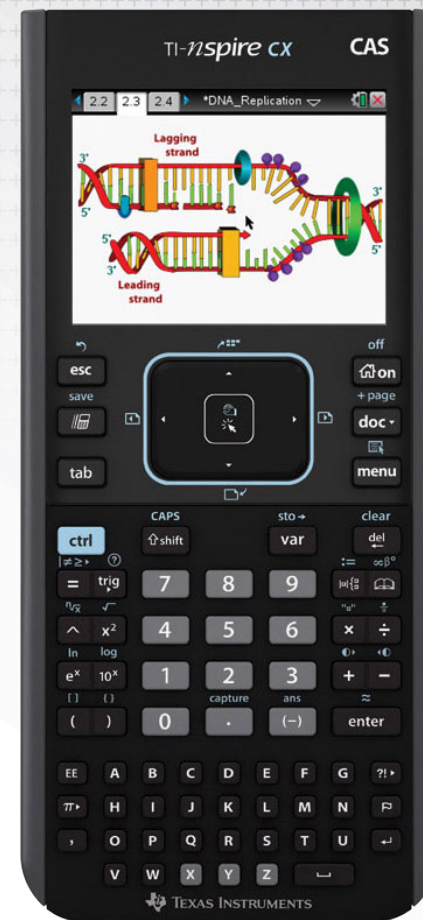 TI-nspire CX CAS
2.2 2.3 2.4 *DNA_Replication
Lagging
strand
3'
5'
3'
5'
5'
3'
Leading
strand
off
esc on
save + page
doc
tab menu
CAPS sto→ clear
ctrl ⇧shift var del
|≠≥▸ ? := ∞β°
= trig 7 8 9
ⁿ√x √ "□" ÷
^ x² 4 5 6 × ÷
ln log
eˣ 10ˣ 1 2 3 + −
[ ] { } capture ans ≈
( ) 0 . (−) enter
EE A B C D E F G ?!▸
π▸ H I J K L M N
, O P Q R S T U ↵
V W X Y Z
TEXAS INSTRUMENTS